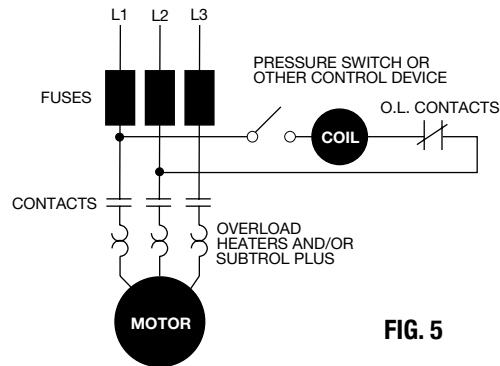 L1 L2 L3
PRESSURE SWITCH OR
OTHER CONTROL DEVICE
FUSES
O.L. CONTACTS
COIL
CONTACTS
OVERLOAD
HEATERS AND/OR
SUBTROL PLUS
MOTOR
FIG. 5